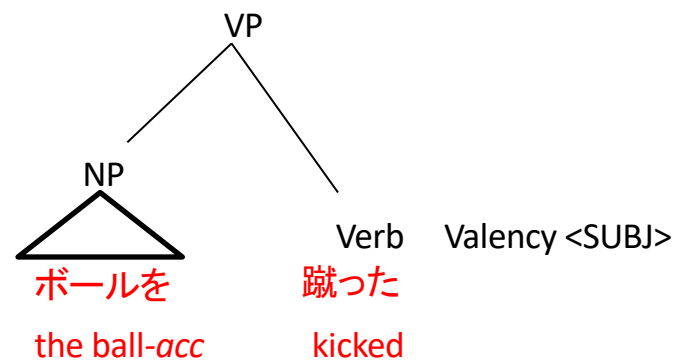 VP
NP
Verb Valency <SUBJ>
ボールを 蹴った
the ball-acc kicked